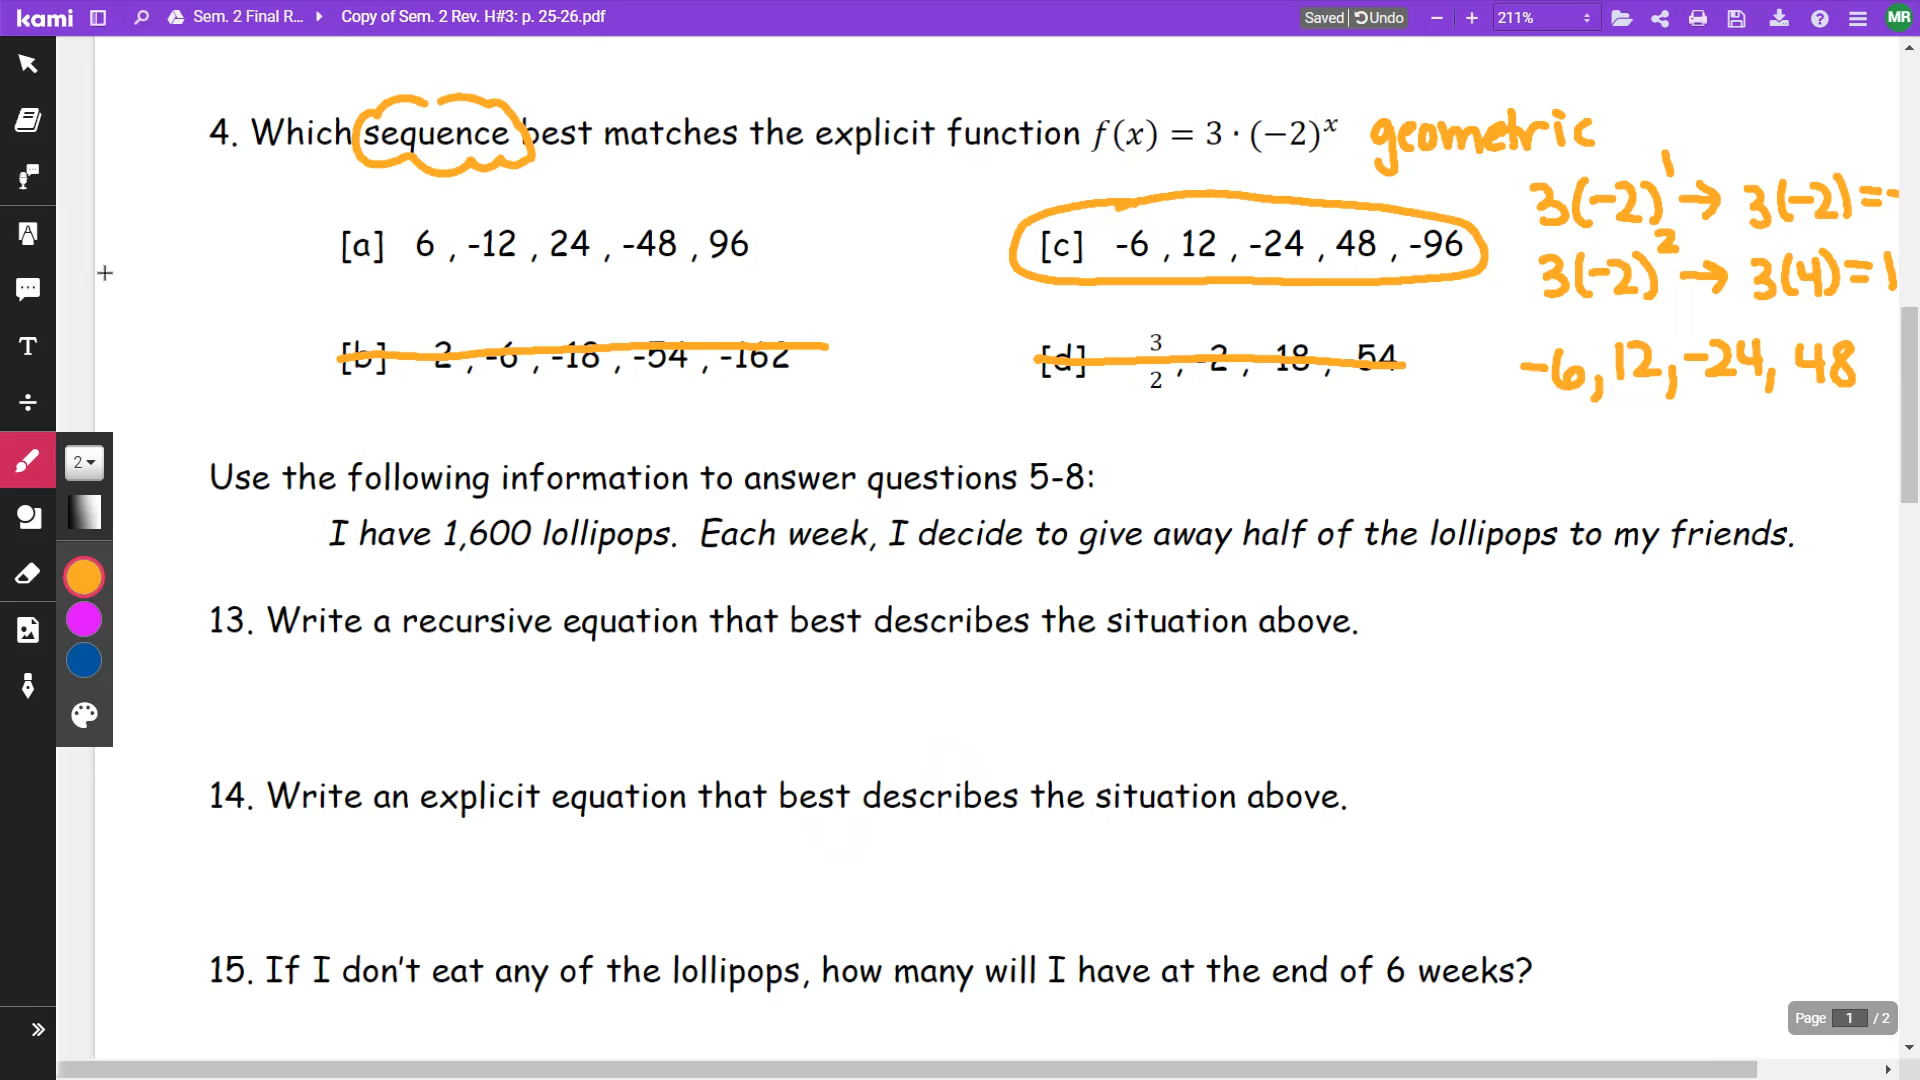 kami Sem. 2 Final R... Copy of Sem. 2 Rev. H#3: p. 25-26.pdf Saved Undo 211% MR
4. Which sequence best matches the explicit function f(x) = 3 · (−2)ˣ geometric
3(-2)¹ → 3(-2) = -
[a] 6 , -12 , 24 , -48 , 96 [c] -6 , 12 , -24 , 48 , -96
3(-2)² → 3(4) = 1
[b] 2 , -6 , -18 , -54 , -162 [d] 3/2 , -2 , 18 , 54
-6, 12, -24, 48
2
Use the following information to answer questions 5-8:
I have 1,600 lollipops. Each week, I decide to give away half of the lollipops to my friends.
13. Write a recursive equation that best describes the situation above.
14. Write an explicit equation that best describes the situation above.
15. If I don't eat any of the lollipops, how many will I have at the end of 6 weeks?
Page 1 / 2